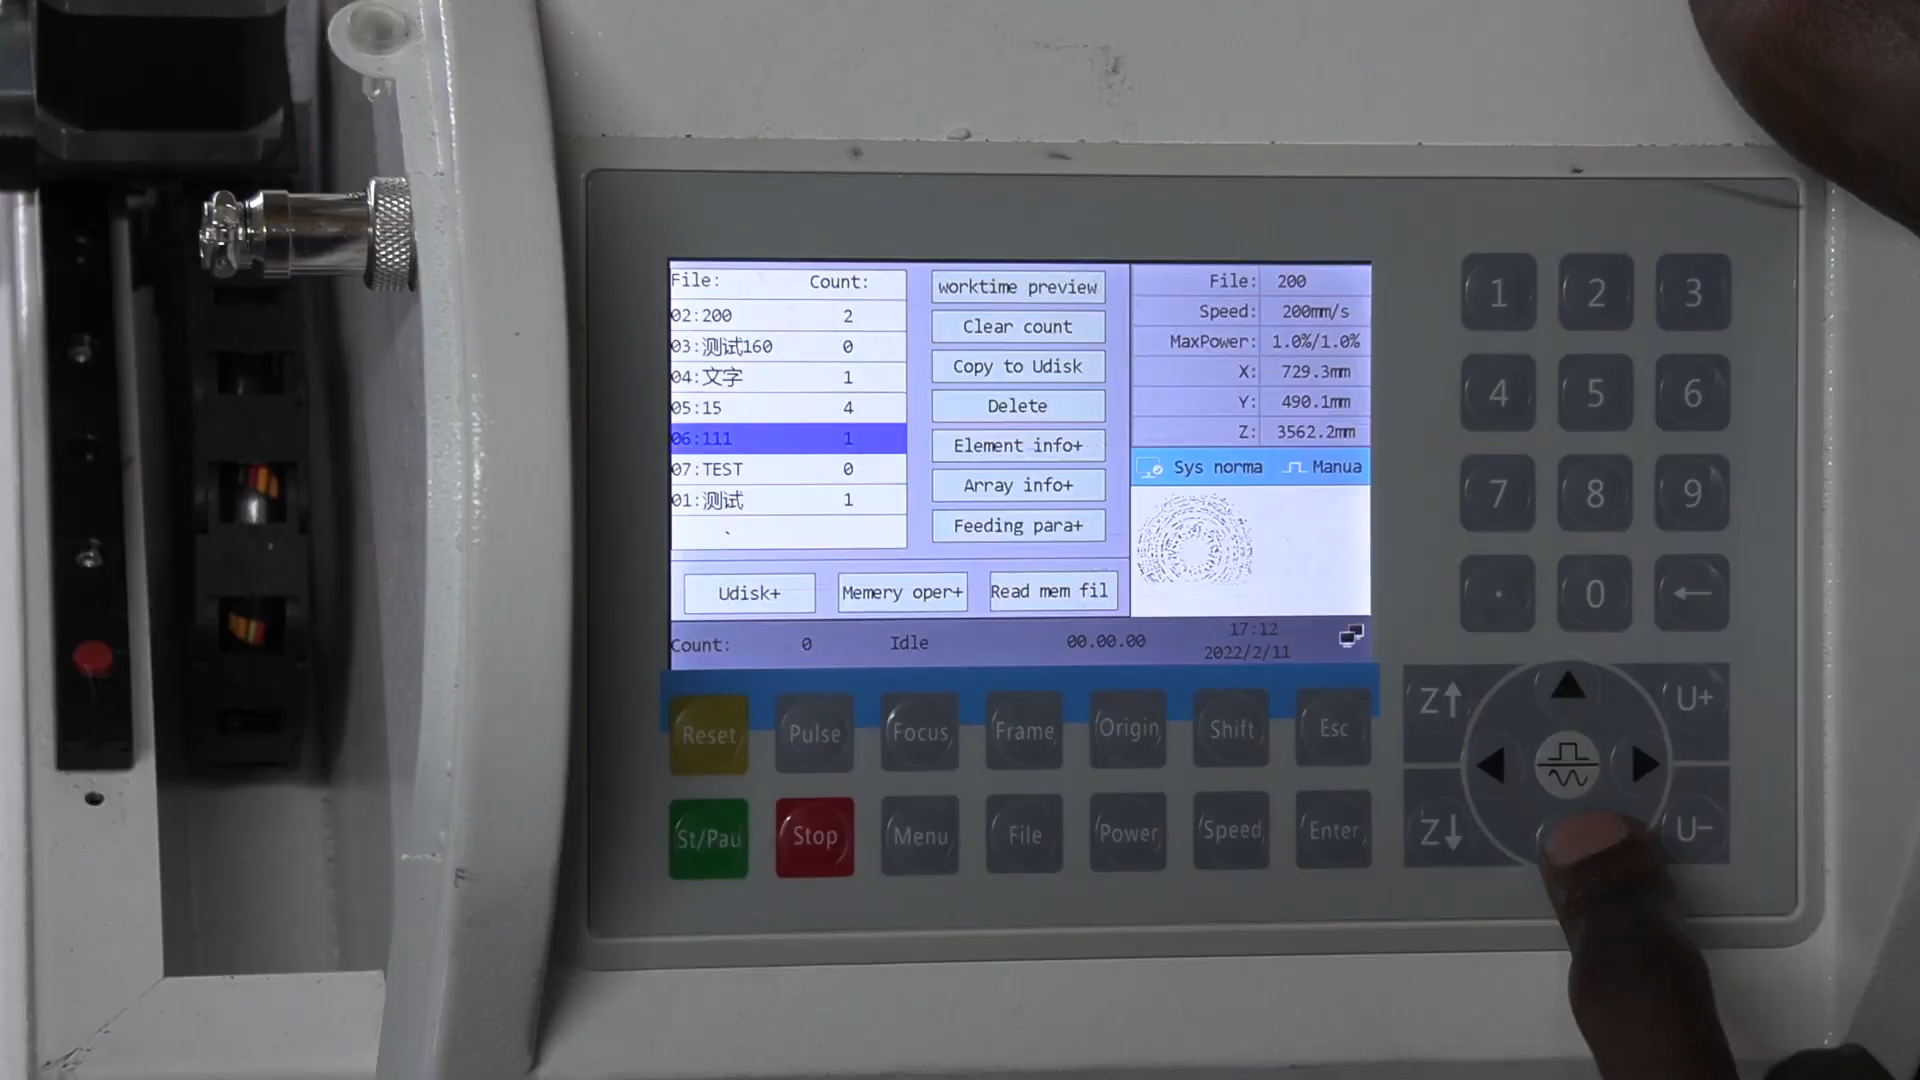 File: Count:
02:200 2
03:测试160 0
04:文字 1
05:15 4
06:111 1
07:TEST 0
01:测试 1
worktime preview
Clear count
Copy to Udisk
Delete
Element info+
Array info+
Feeding para+
Udisk+ Memery oper+ Read mem fil
File: 200
Speed: 200mm/s
MaxPower: 1.0%/1.0%
X: 729.3mm
Y: 490.1mm
Z: 3562.2mm
Sys norma Manua
Count: 0 Idle 00.00.00 17:12
2022/2/11
Reset Pulse Focus Frame Origin Shift Esc
St/Pau Stop Menu File Power Speed Enter
1 2 3
4 5 6
7 8 9
. 0 ←
Z↑ U+
Z↓ U-